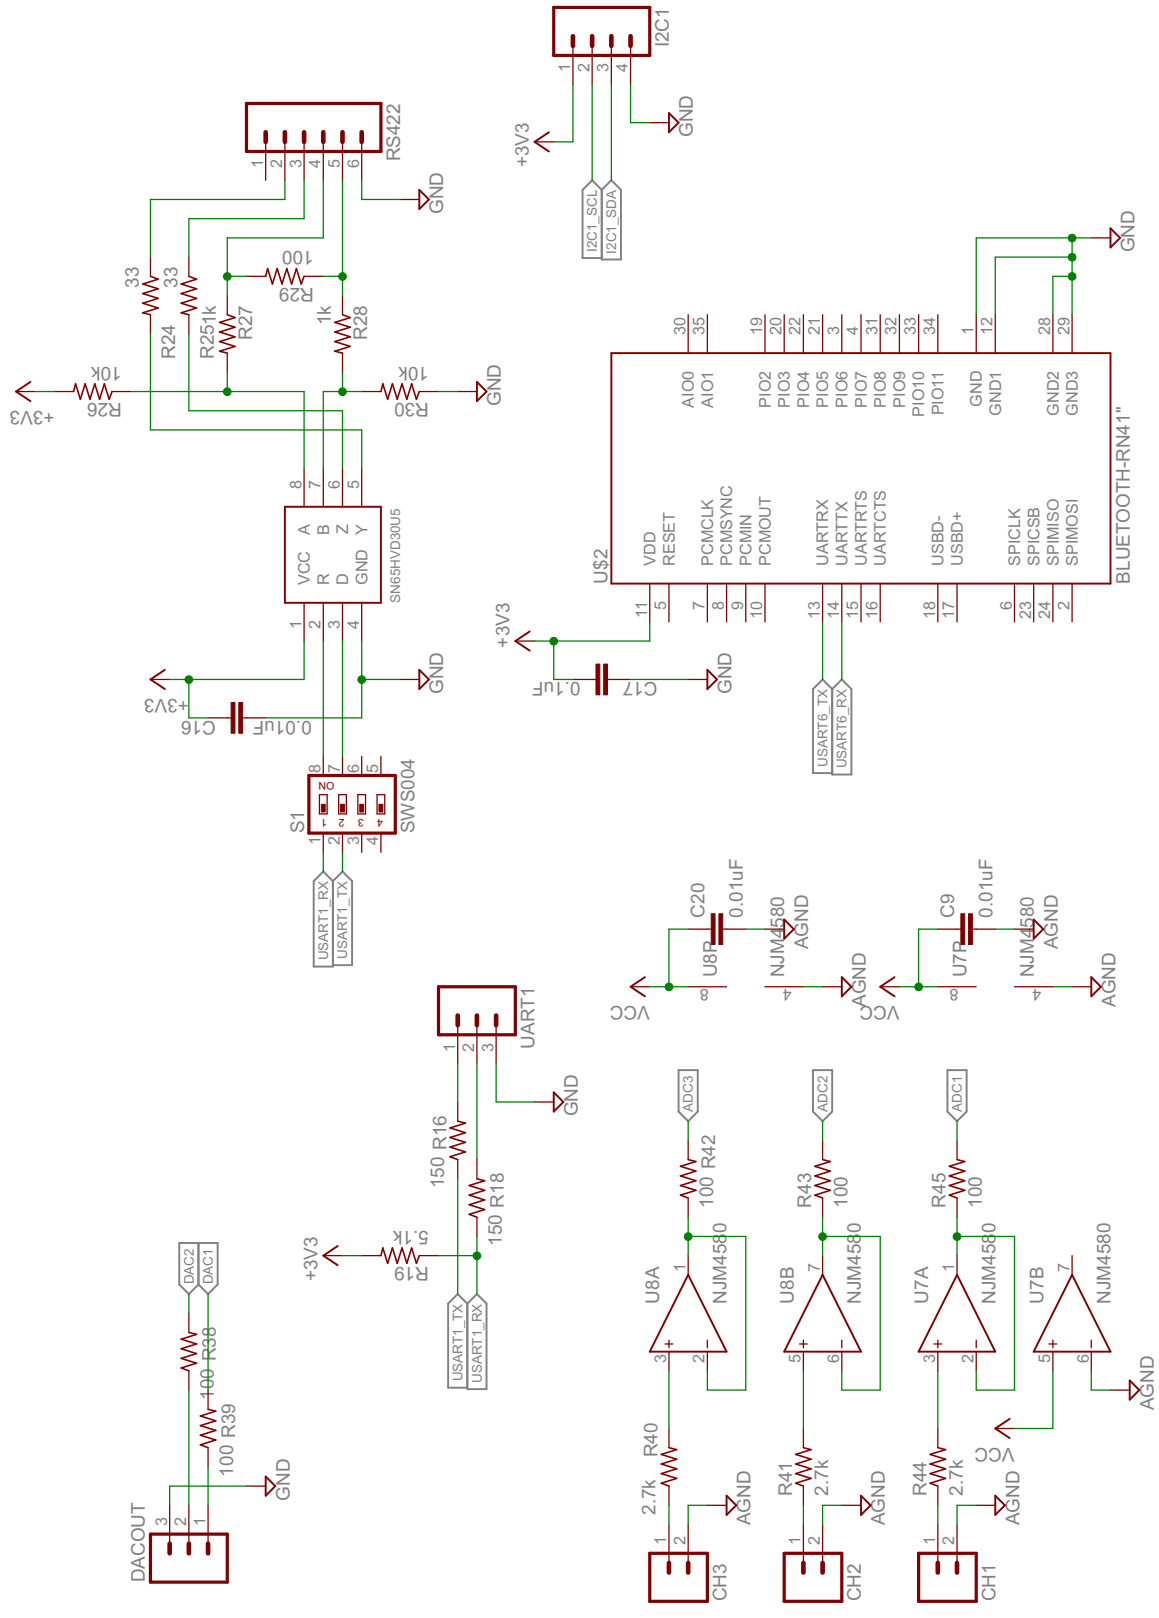 I2C1
1
2
3
4
+3V3
GND
I2C1_SCL
I2C1_SDA
RS422
1
2
3
4
5
6
GND
33
R24
33
R25
1k
R27
100
R29
1k
R28
10k
R26
+3V3
10k
R30
GND
8
7
6
5
VCC A
R B
D Z
GND Y
SN65HVD30U5
1
2
3
4
+3V3
GND
C16
0.01uF
S1
SWS004
ON
1
2
3
4
8
7
6
5
1
2
3
4
USART1_RX
USART1_TX
U$2
BLUETOOTH-RN41"
30
35
19
20
22
21
3
4
31
32
33
34
1
12
28
29
AIO0
AIO1
PIO2
PIO3
PIO4
PIO5
PIO6
PIO7
PIO8
PIO9
PIO10
PIO11
GND
GND1
GND2
GND3
GND
VDD
RESET
PCMCLK
PCMSYNC
PCMIN
PCMOUT
UARTRX
UARTTX
UARTRTS
UARTCTS
USBD-
USBD+
SPICLK
SPICSB
SPIMISO
SPIMOSI
11
5
7
8
9
10
13
14
15
16
18
17
6
23
24
2
+3V3
0.1uF
C17
GND
USART6_TX
USART6_RX
C20
0.01uF
U8P
NJM4580
VCC
8
4
AGND
AGND
C9
0.01uF
U7P
NJM4580
VCC
8
4
AGND
AGND
UART1
1
2
3
GND
150 R16
150 R18
+3V3
5.1k
R19
USART1_TX
USART1_RX
DAC2
DAC1
100 R38
100 R39
GND
DACOUT
3
2
1
ADC3
100 R42
U8A
NJM4580
1
3
2
+
-
R40
2.7k
AGND
1
2
CH3
ADC2
R43
100
U8B
NJM4580
7
5
6
+
-
R41
2.7k
AGND
1
2
CH2
ADC1
R45
100
U7A
NJM4580
1
3
2
+
-
R44
2.7k
AGND
1
2
CH1
U7B
NJM4580
7
5
6
+
-
VCC
AGND